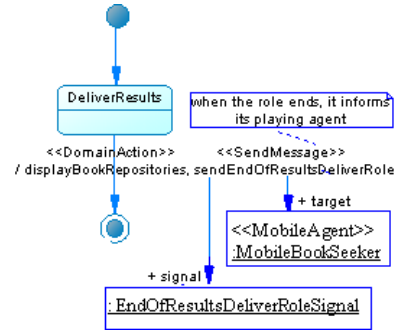 DeliverResults
when the role ends, it informs
its playing agent
<<DomainAction>> <<SendMessage>>
/ displayBookRepositories, sendEndOfResultsDeliverRole
+ target
<<MobileAgent>>
:MobileBookSeeker
+ signal
: EndOfResultsDeliverRoleSignal